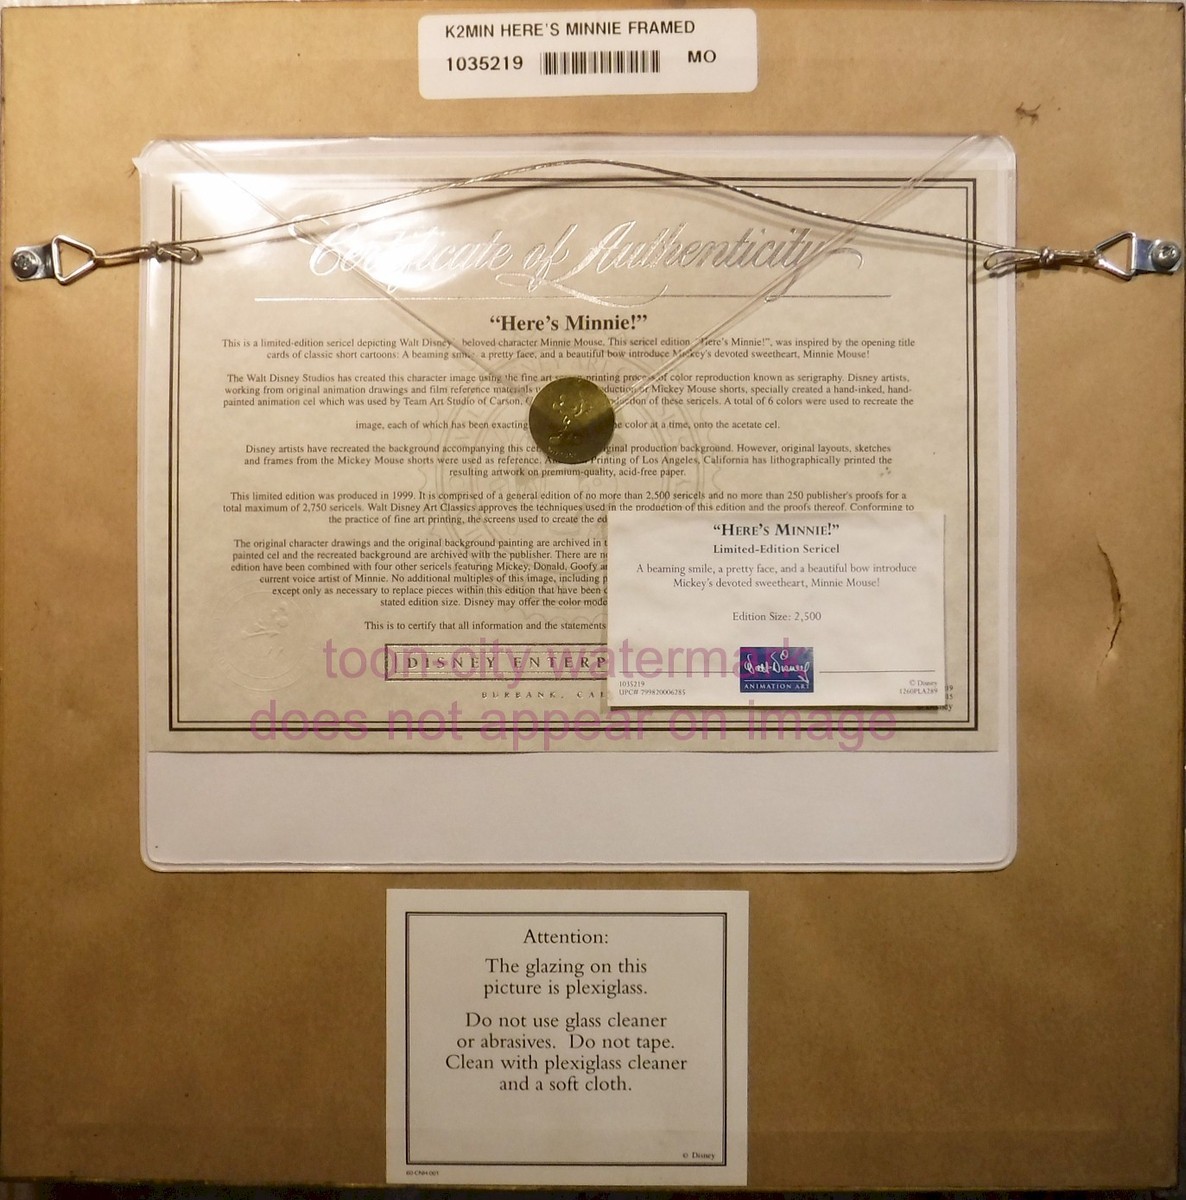 K2MIN HERE'S MINNIE FRAMED
1035219 MO
Certificate of Authenticity
“Here's Minnie!”
This is a limited-edition sericel depicting Walt Disney beloved character Minnie Mouse. This sericel edition “Here's Minnie!”, was inspired by the opening title
cards of classic short cartoons: A beaming smile, a pretty face, and a beautiful bow introduce Mickey's devoted sweetheart, Minnie Mouse!
The Walt Disney Studios has created this character image using the fine art printing process of color reproduction known as serigraphy. Disney artists,
working from original animation drawings and film reference materials Mickey Mouse shorts, specially created a hand-inked, hand-
painted animation cel which was used by Team Art Studio of Carson, of these sericels. A total of 6 colors were used to recreate the
image, each of which has been exacting color at a time, onto the acetate cel.
Disney artists have recreated the background accompanying this original production background. However, original layouts, sketches
and frames from the Mickey Mouse shorts were used as reference. Printing of Los Angeles, California has lithographically printed the
resulting artwork on premium-quality, acid-free paper.
This limited edition was produced in 1999. It is comprised of a general edition of no more than 2,500 sericels and no more than 250 publisher's proofs for a
total maximum of 2,750 sericels. Walt Disney Art Classics approves the techniques used in the production of this edition and the proofs thereof. Conforming to
the practice of fine art printing, the screens used to create the ed
The original character drawings and the original background painting are archived in
painted cel and the recreated background are archived with the publisher. There are
edition have been combined with four other sericels featuring Mickey, Donald, Goofy
current voice artist of Minnie. No additional multiples of this image, including
except only as necessary to replace pieces within this edition that have been
stated edition size. Disney may offer the color mode
This is to certify that all information and the statements
DISNEY ENTERP
BURBANK, CAL
“HERE'S MINNIE!”
Limited-Edition Sericel
A beaming smile, a pretty face, and a beautiful bow introduce
Mickey's devoted sweetheart, Minnie Mouse!
Edition Size: 2,500
Walt Disney
ANIMATION ART
1035219
UPC# 799820006285
© Disney
1760PLA289
toon-city watermark
does not appear on image
Attention:
The glazing on this
picture is plexiglass.
Do not use glass cleaner
or abrasives. Do not tape.
Clean with plexiglass cleaner
and a soft cloth.
© Disney